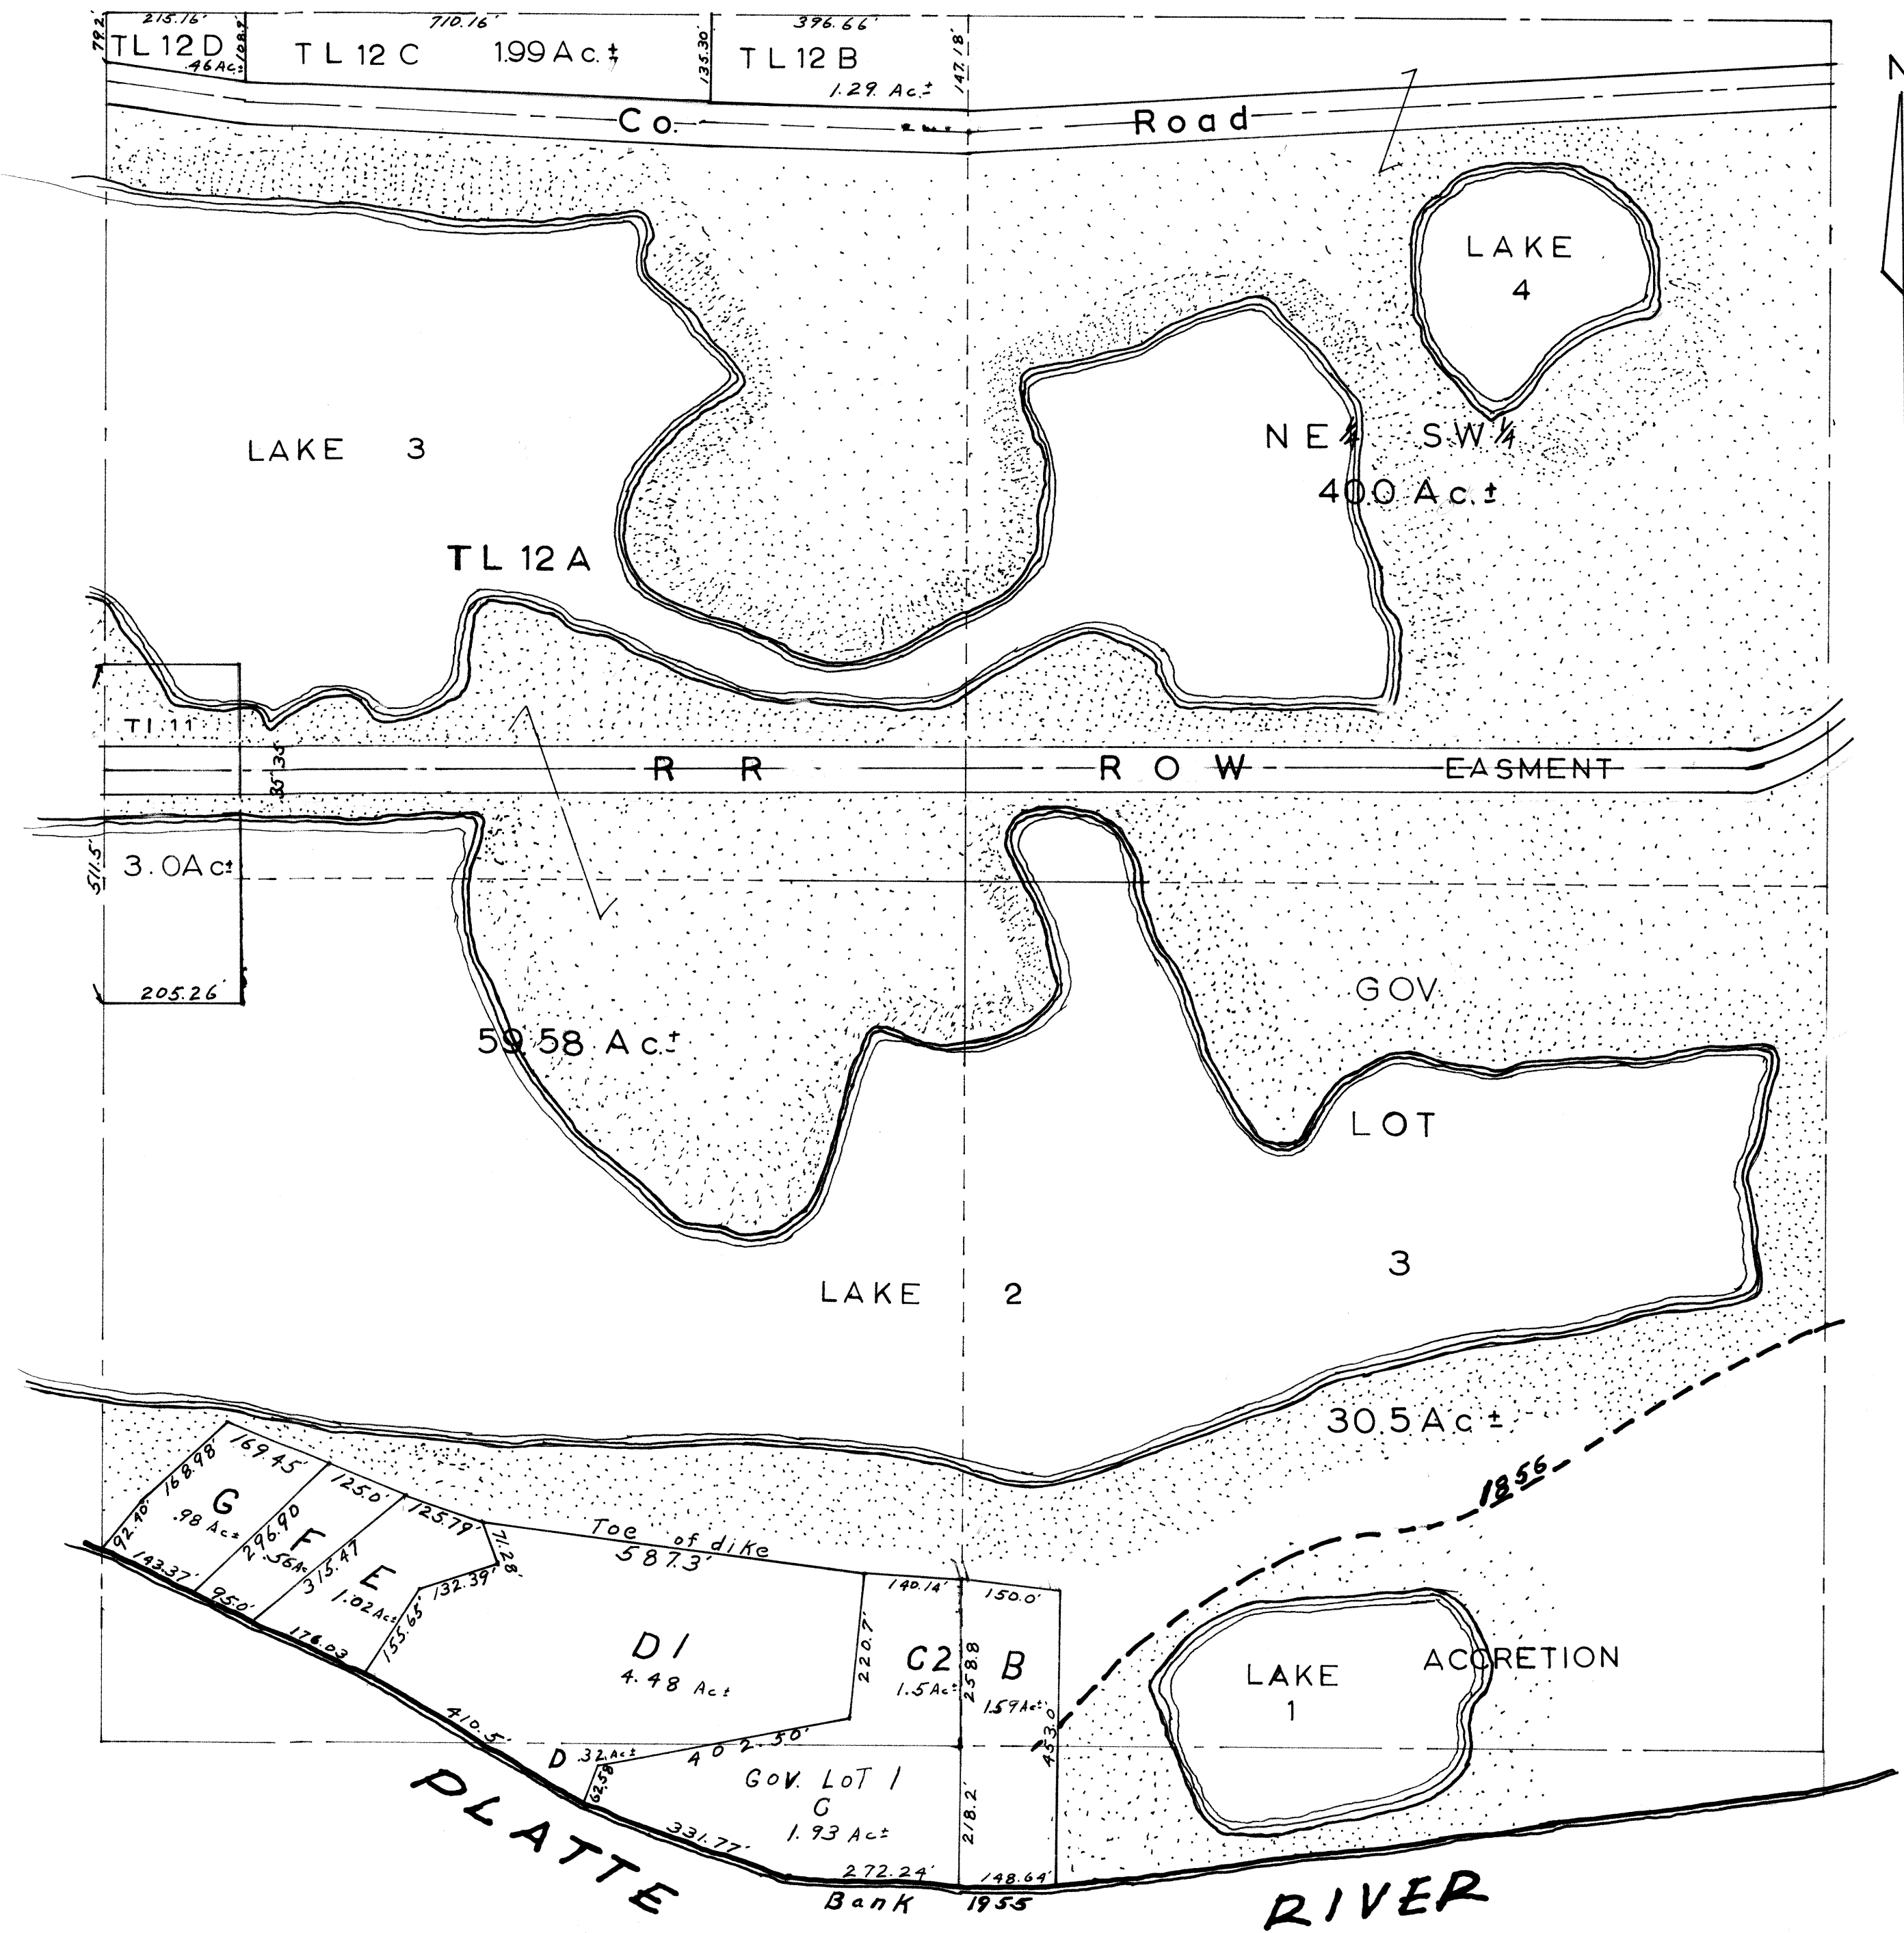 215.16' 710.16' 396.66'
79.2' TL 12 D 108.9' TL 12 C 1.99 Ac.± 135.30' TL 12 B 147.18' N
.46 Ac.± 1.29 Ac.±
Co. Road
LAKE
4
LAKE 3
NE¼ SW¼
40.0 Ac.±
TL 12 A
TL 11
35' 35'
R R R O W EASMENT
511.5'
3.0 Ac±
205.26'
GOV.
59.58 Ac.±
LOT
3
LAKE 2
30.5 Ac ±
1856
168.98' 169.45'
92.40' G 125.0'
.98 Ac± 296.90 125.79'
F
.56 Ac 315.47 71.28'
Toe of dike
587.3'
143.37' E 132.39'
1.02 Ac±
95.0' 155.65' 140.14' 150.0'
176.03 D1 220.7' C2 258.8 B
4.48 Ac± 1.5 Ac± 1.59 Ac±
LAKE ACCRETION
1
410.5' 453.0'
D .32 Ac± 402.50'
62.58' GOV. LOT 1
C
1.93 Ac± 218.2'
331.77'
272.24' 148.64'
Bank 1955
PLATTE RIVER